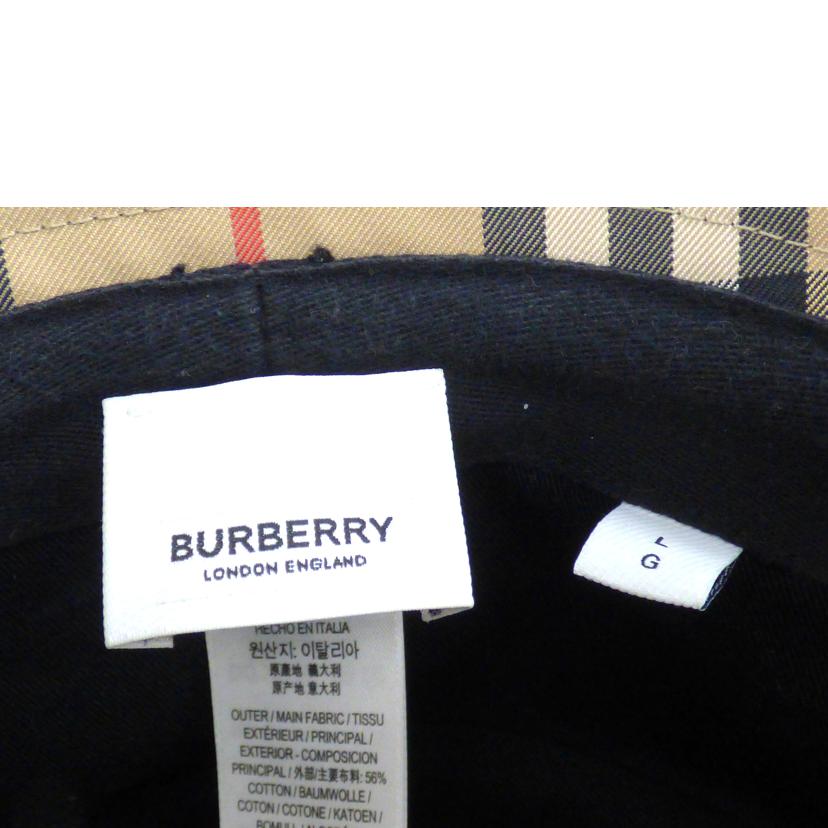 BURBERRY
LONDON ENGLAND
L
G
HECHO EN ITALIA
원산지: 이탈리아
原產地 義大利
原产地 意大利
OUTER / MAIN FABRIC / TISSU
EXTÉRIEUR / PRINCIPAL /
EXTERIOR - COMPOSICION
PRINCIPAL / 外部/主要布料: 56%
COTTON / BAUMWOLLE /
COTON / COTONE / KATOEN /